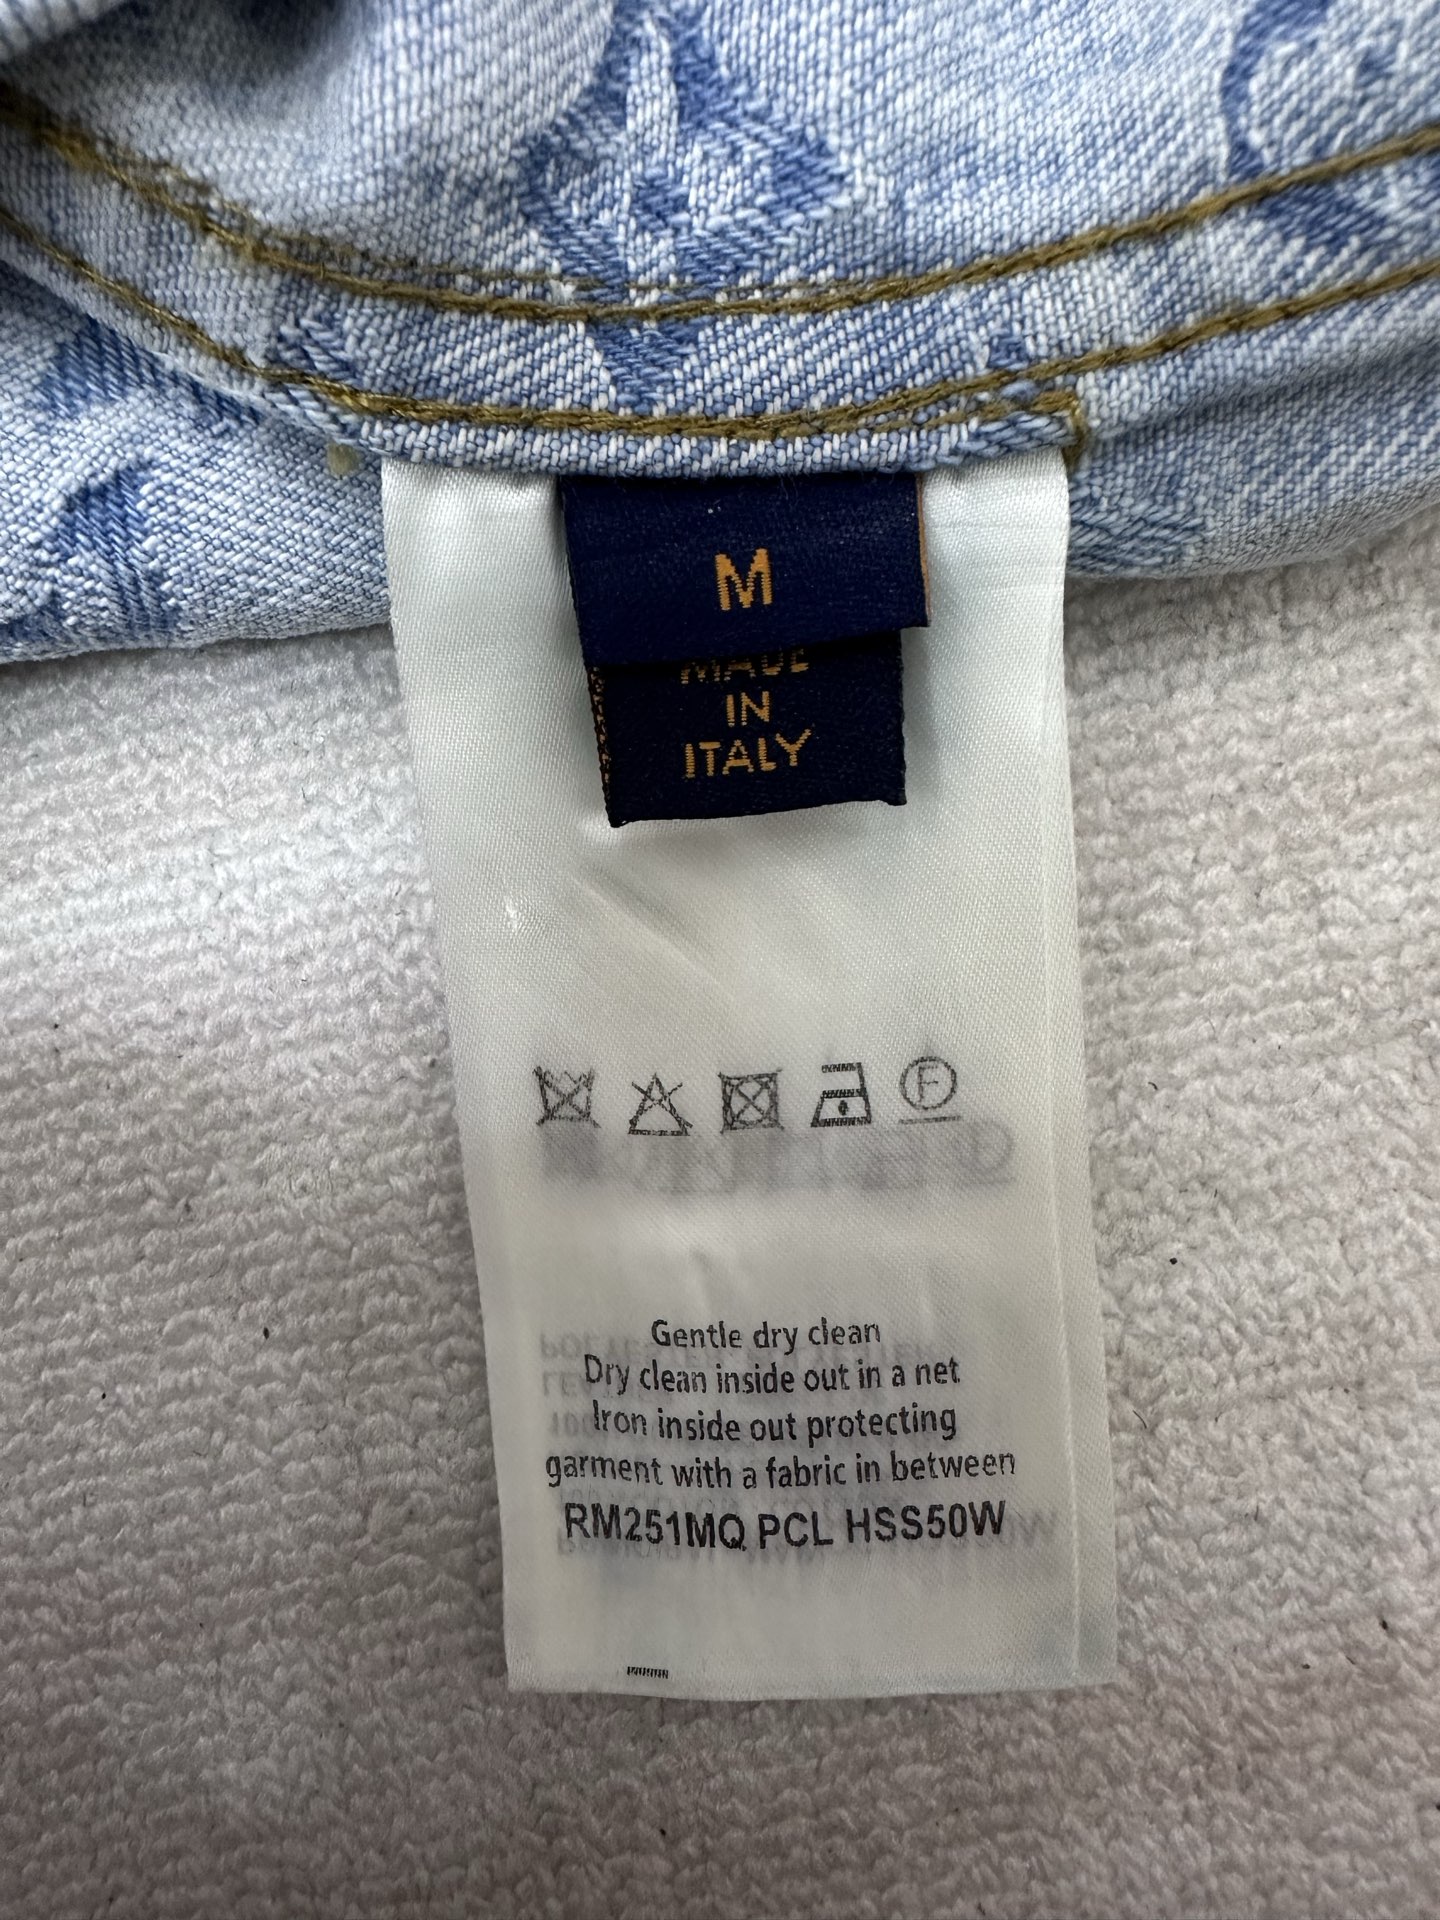 M
MADE
IN
ITALY
F
Gentle dry clean
Dry clean inside out in a net
Iron inside out protecting
garment with a fabric in between
RM251MQ PCL HSS50W